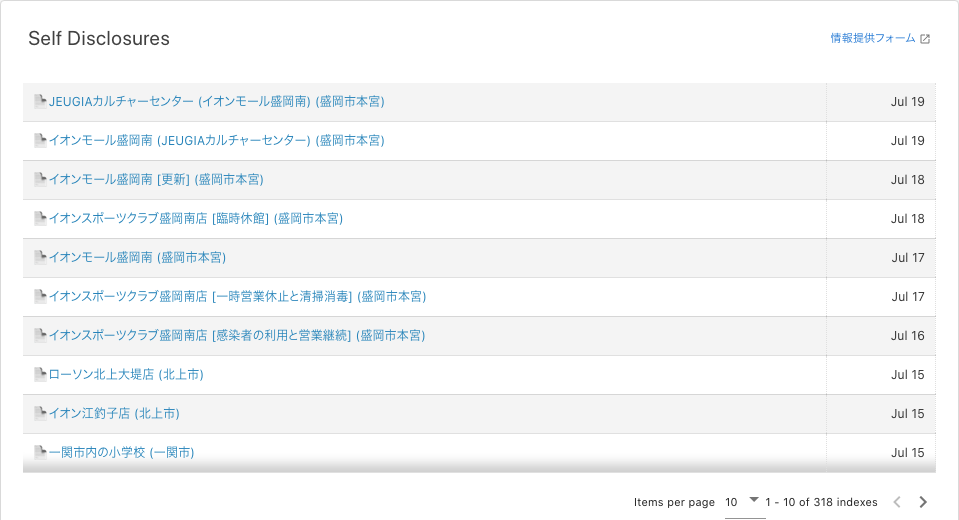 Self Disclosures
情報提供フォーム
JEUGIAカルチャーセンター (イオンモール盛岡南) (盛岡市本宮) Jul 19
イオンモール盛岡南 (JEUGIAカルチャーセンター) (盛岡市本宮) Jul 19
イオンモール盛岡南 [更新] (盛岡市本宮) Jul 18
イオンスポーツクラブ盛岡南店 [臨時休館] (盛岡市本宮) Jul 18
イオンモール盛岡南 (盛岡市本宮) Jul 17
イオンスポーツクラブ盛岡南店 [一時営業休止と清掃消毒] (盛岡市本宮) Jul 17
イオンスポーツクラブ盛岡南店 [感染者の利用と営業継続] (盛岡市本宮) Jul 16
ローソン北上大堤店 (北上市) Jul 15
イオン江釣子店 (北上市) Jul 15
一関市内の小学校 (一関市) Jul 15
Items per page 10 1 - 10 of 318 indexes